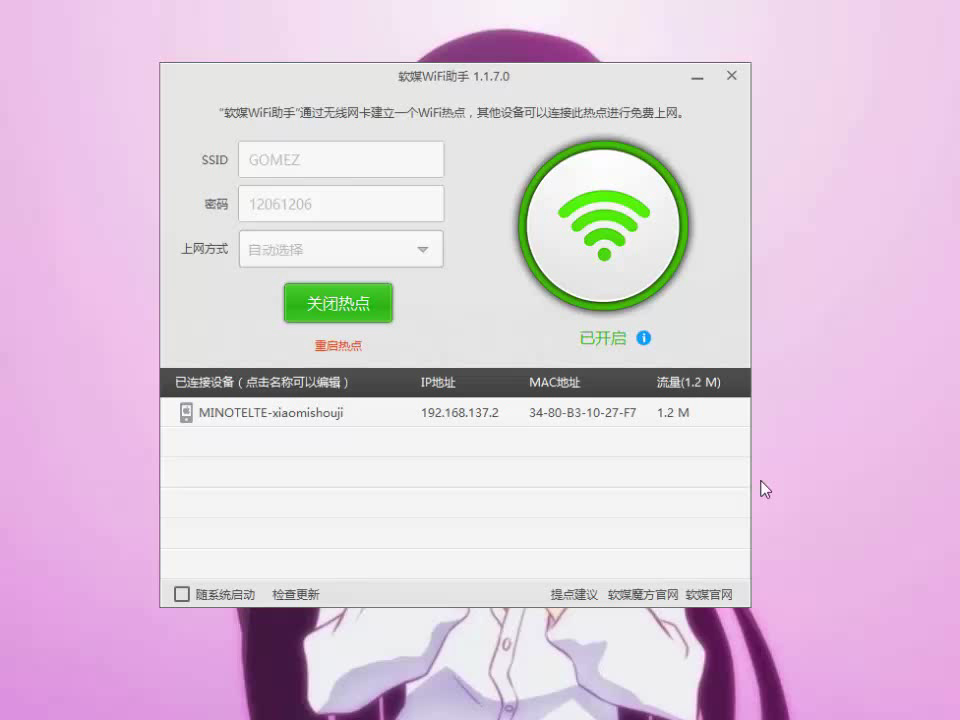 软媒WiFi助手 1.1.7.0
“软媒WiFi助手”通过无线网卡建立一个WiFi热点，其他设备可以连接此热点进行免费上网。
SSID GOMEZ
密码 12061206
上网方式 自动选择
关闭热点
重启热点
已开启
已连接设备（点击名称可以编辑） IP地址 MAC地址 流量(1.2 M)
MINOTELTE-xiaomishouji 192.168.137.2 34-80-B3-10-27-F7 1.2 M
随系统启动 检查更新 提点建议 软媒魔方官网 软媒官网